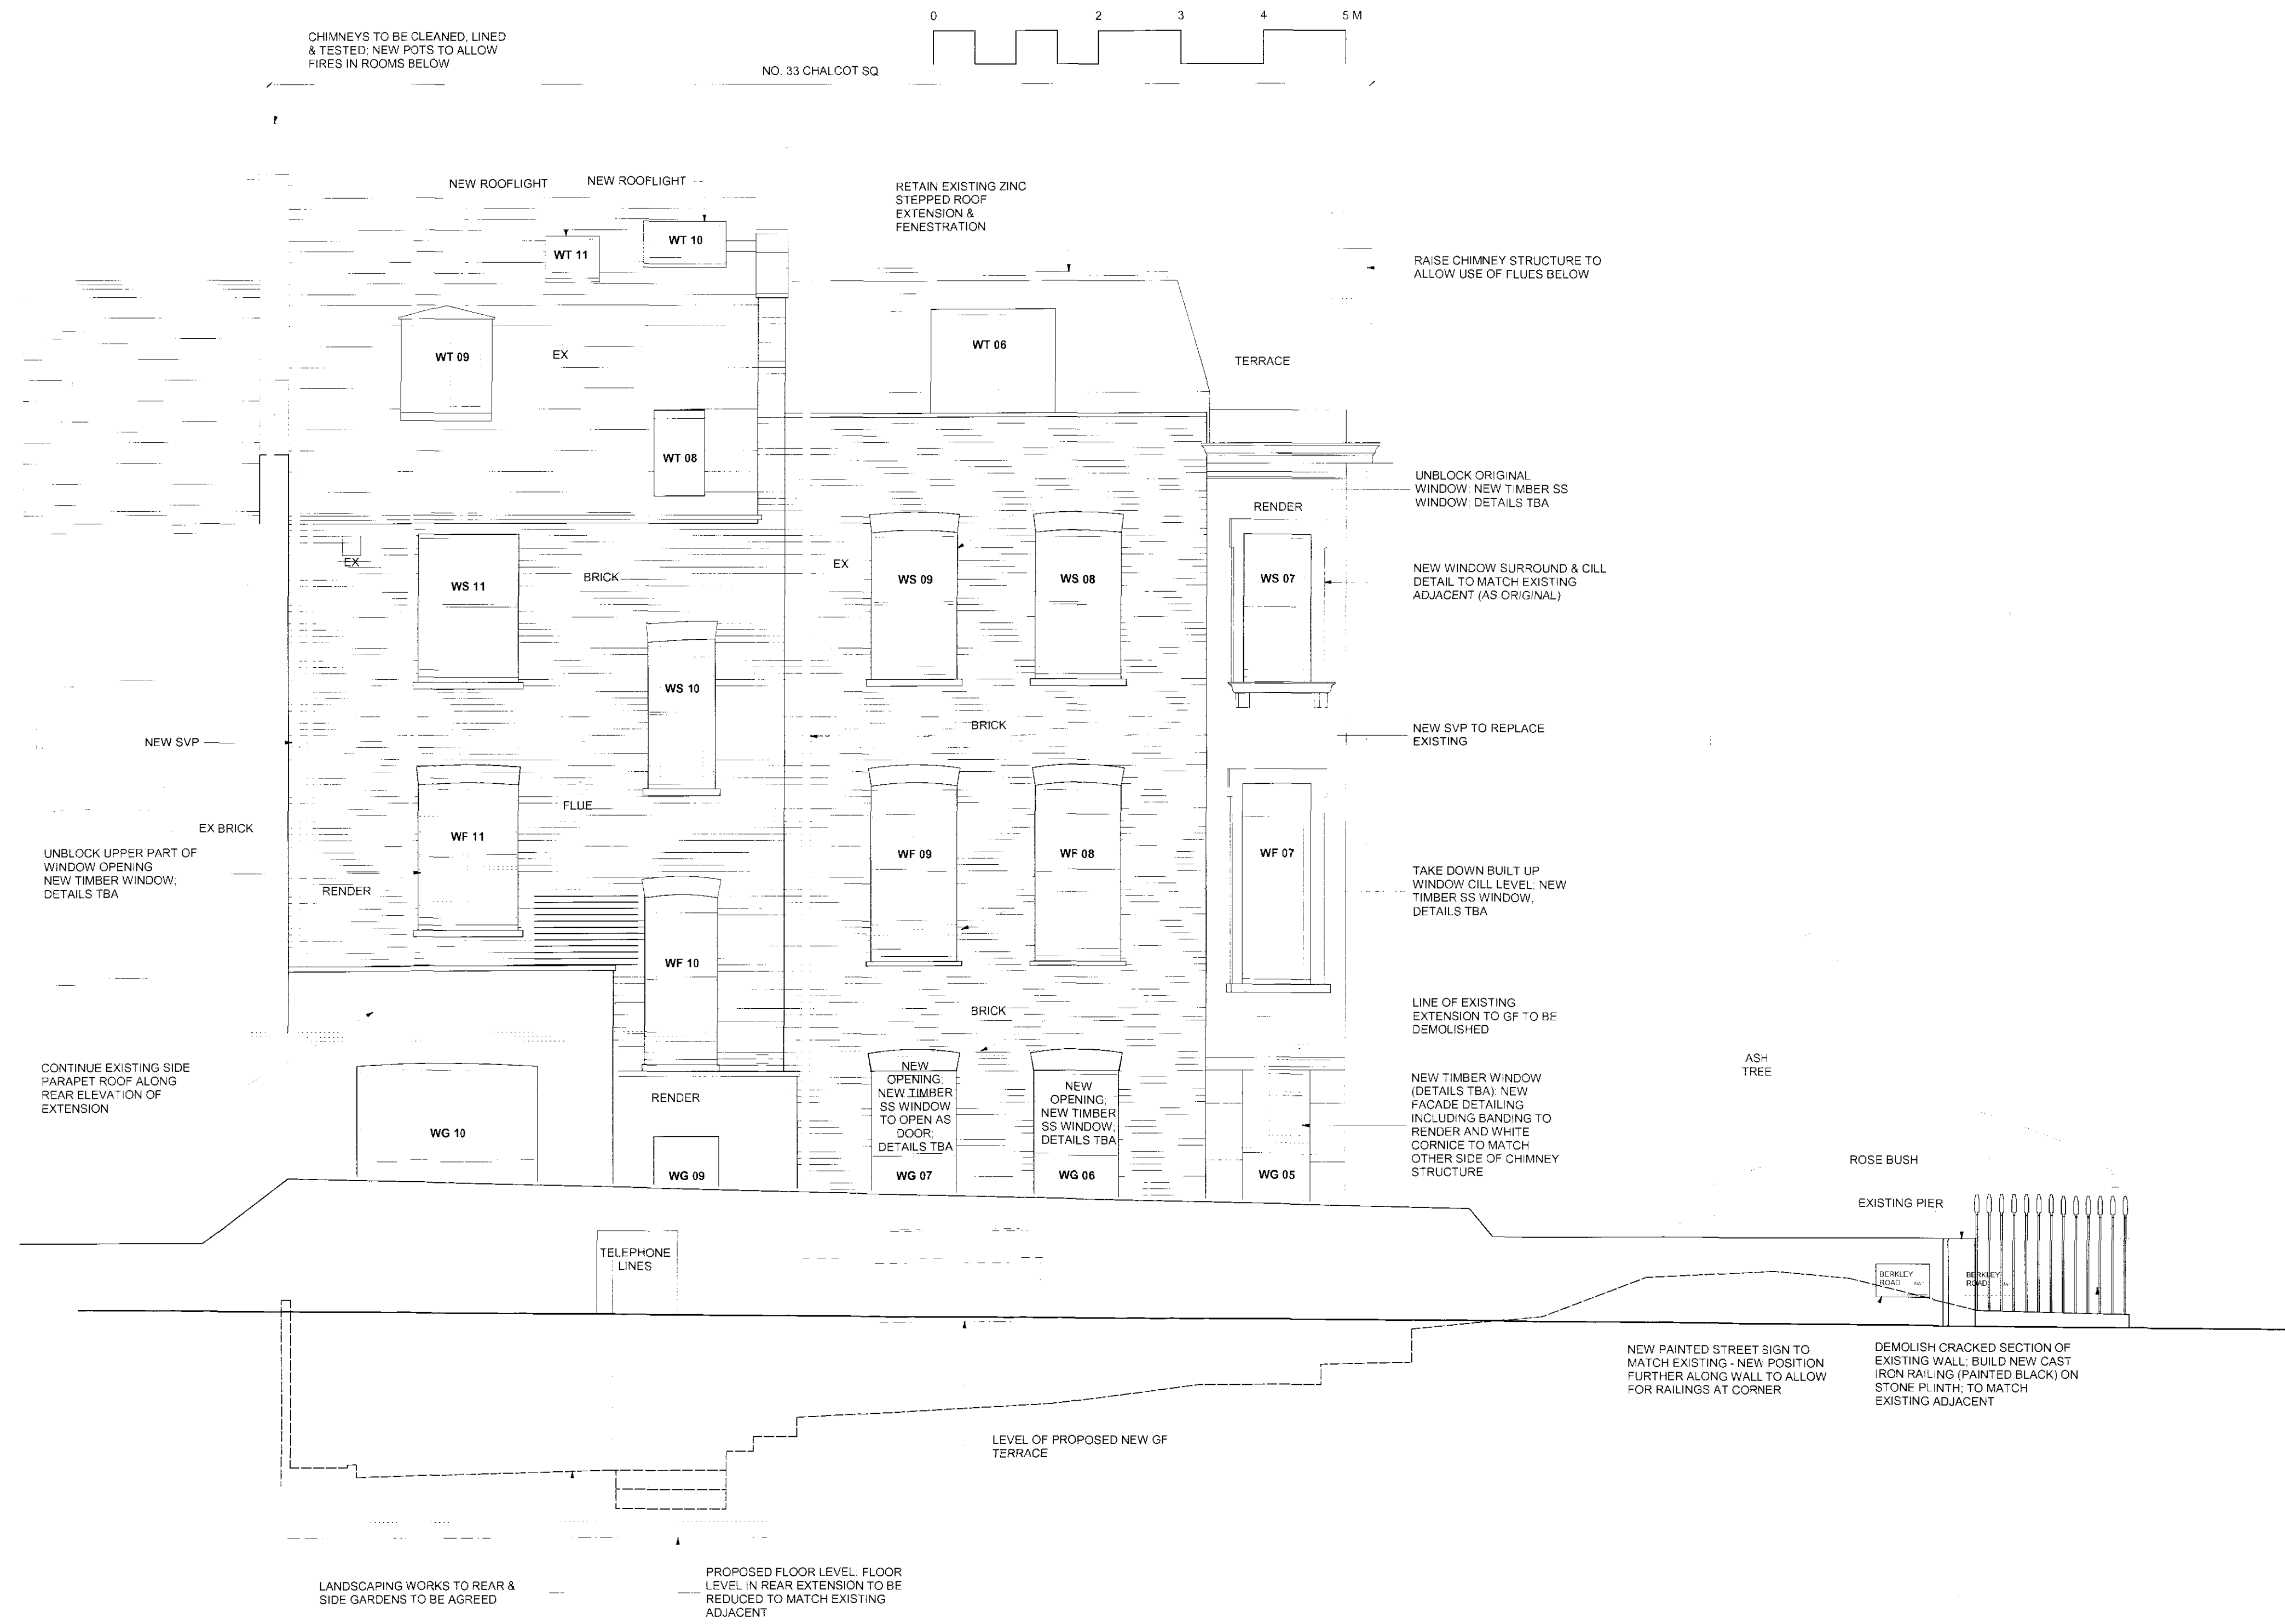 0
2
3
4
5 M
CHIMNEYS TO BE CLEANED, LINED
& TESTED; NEW POTS TO ALLOW
FIRES IN ROOMS BELOW
NO. 33 CHALCOT SQ
NEW ROOFLIGHT
NEW ROOFLIGHT
RETAIN EXISTING ZINC
STEPPED ROOF
EXTENSION &
FENESTRATION
WT 10
WT 11
RAISE CHIMNEY STRUCTURE TO
ALLOW USE OF FLUES BELOW
WT 09
EX
WT 06
TERRACE
WT 08
UNBLOCK ORIGINAL
WINDOW; NEW TIMBER SS
WINDOW; DETAILS TBA
RENDER
EX
WS 11
BRICK
EX
WS 09
WS 08
WS 07
NEW WINDOW SURROUND & CILL
DETAIL TO MATCH EXISTING
ADJACENT (AS ORIGINAL)
WS 10
BRICK
NEW SVP
NEW SVP TO REPLACE
EXISTING
FLUE
EX BRICK
WF 11
WF 09
WF 08
WF 07
UNBLOCK UPPER PART OF
WINDOW OPENING
NEW TIMBER WINDOW;
DETAILS TBA
RENDER
TAKE DOWN BUILT UP
WINDOW CILL LEVEL; NEW
TIMBER SS WINDOW,
DETAILS TBA
WF 10
BRICK
LINE OF EXISTING
EXTENSION TO GF TO BE
DEMOLISHED
CONTINUE EXISTING SIDE
PARAPET ROOF ALONG
REAR ELEVATION OF
EXTENSION
WG 10
RENDER
WG 09
NEW
OPENING;
NEW TIMBER
SS WINDOW
TO OPEN AS
DOOR;
DETAILS TBA
WG 07
NEW
OPENING;
NEW TIMBER
SS WINDOW;
DETAILS TBA
WG 06
WG 05
NEW TIMBER WINDOW
(DETAILS TBA). NEW
FACADE DETAILING
INCLUDING BANDING TO
RENDER AND WHITE
CORNICE TO MATCH
OTHER SIDE OF CHIMNEY
STRUCTURE
ASH
TREE
ROSE BUSH
EXISTING PIER
TELEPHONE
LINES
BERKLEY
ROAD
BERKLEY
ROAD
NEW PAINTED STREET SIGN TO
MATCH EXISTING - NEW POSITION
FURTHER ALONG WALL TO ALLOW
FOR RAILINGS AT CORNER
DEMOLISH CRACKED SECTION OF
EXISTING WALL; BUILD NEW CAST
IRON RAILING (PAINTED BLACK) ON
STONE PLINTH; TO MATCH
EXISTING ADJACENT
LEVEL OF PROPOSED NEW GF
TERRACE
LANDSCAPING WORKS TO REAR &
SIDE GARDENS TO BE AGREED
PROPOSED FLOOR LEVEL: FLOOR
LEVEL IN REAR EXTENSION TO BE
REDUCED TO MATCH EXISTING
ADJACENT